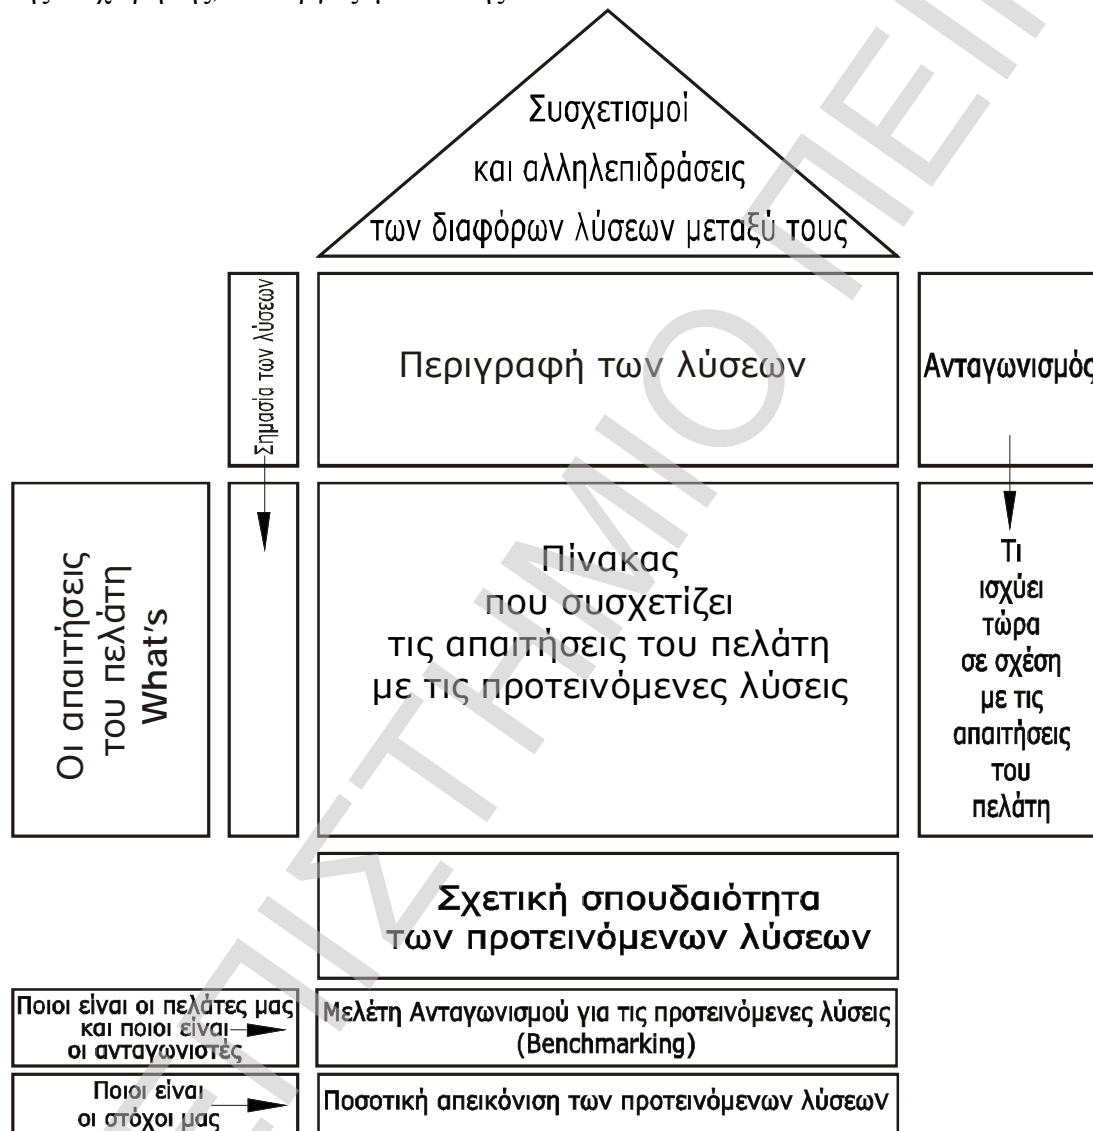 Συσχετισμοί
και αλληλεπιδράσεις
των διαφόρων λύσεων μεταξύ τους
Σημασία των λύσεων
Περιγραφή των λύσεων
Ανταγωνισμός
Οι απαιτήσεις
του πελάτη
What's
Πίνακας
που συσχετίζει
τις απαιτήσεις του πελάτη
με τις προτεινόμενες λύσεις
Τι
ισχύει
τώρα
σε σχέση
με τις
απαιτήσεις
του
πελάτη
Σχετική σπουδαιότητα
των προτεινόμενων λύσεων
Ποιοι είναι οι πελάτες μας
και ποιοι είναι
οι ανταγωνιστές
Μελέτη Ανταγωνισμού για τις προτεινόμενες λύσεις
(Benchmarking)
Ποιοι είναι
οι στόχοι μας
Ποσοτική απεικόνιση των προτεινόμενων λύσεων